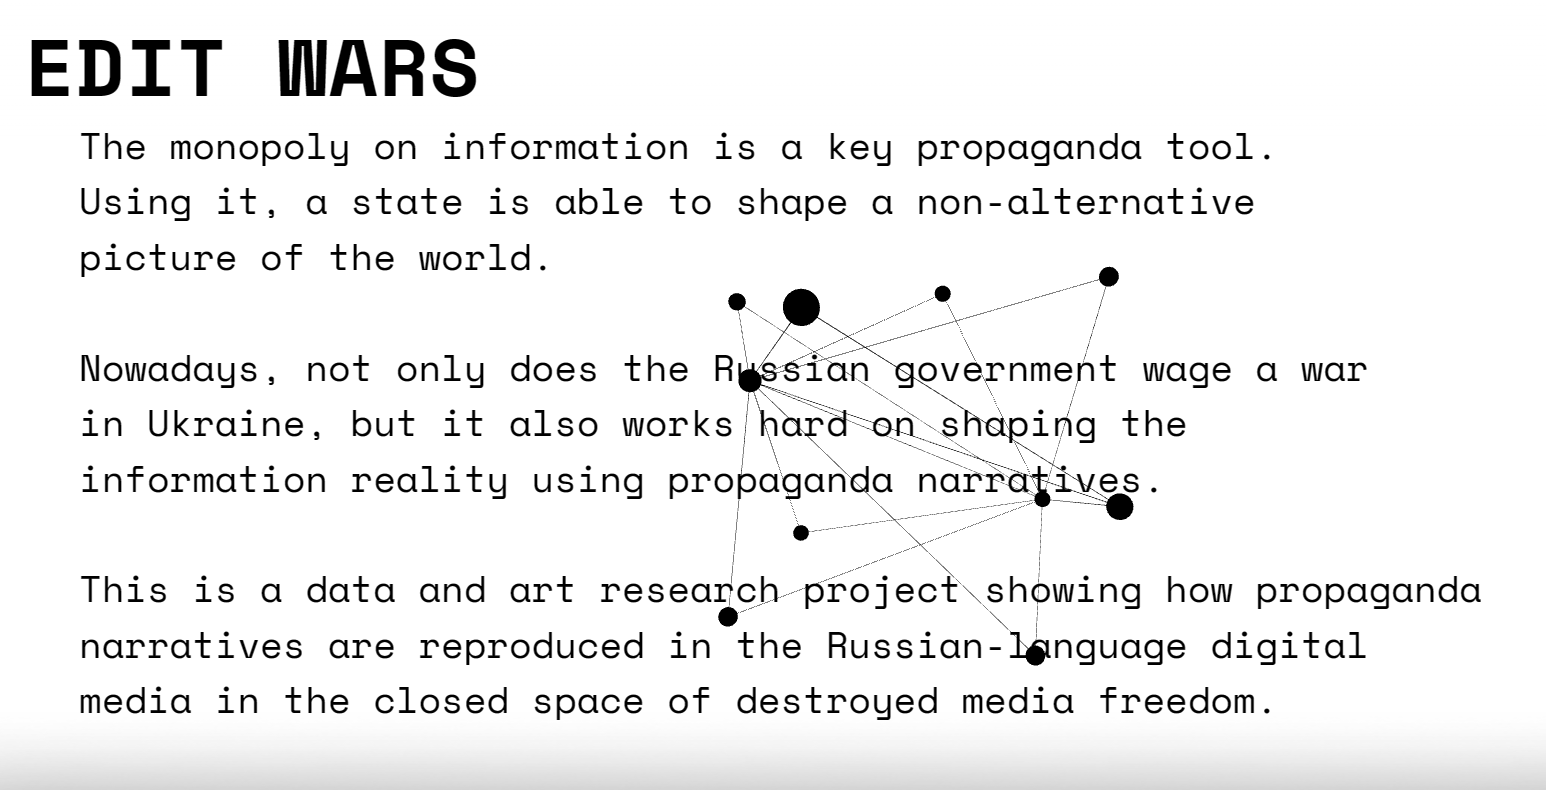 EDIT WARS
The monopoly on information is a key propaganda tool.
Using it, a state is able to shape a non-alternative
picture of the world.
Nowadays, not only does the Russian government wage a war
in Ukraine, but it also works hard on shaping the
information reality using propaganda narratives.
This is a data and art research project showing how propaganda
narratives are reproduced in the Russian-language digital
media in the closed space of destroyed media freedom.